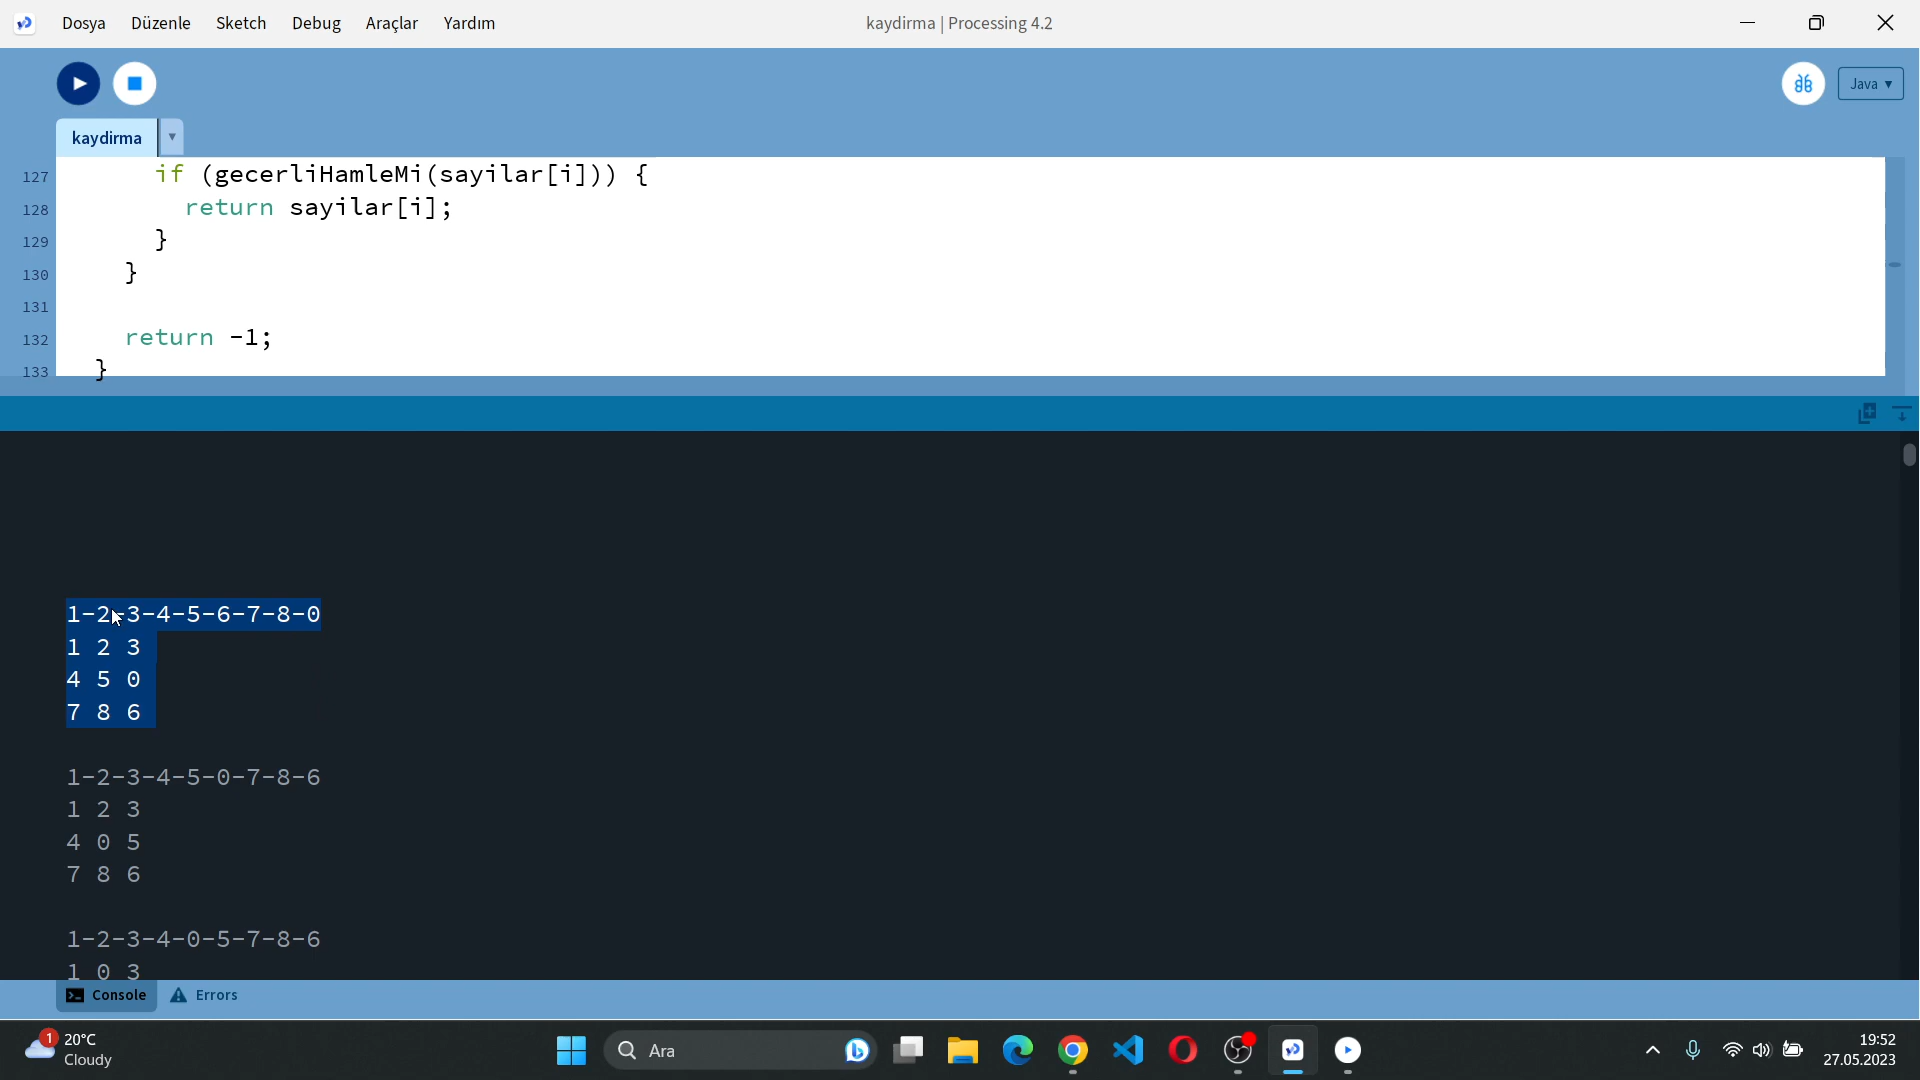 Dosya Düzenle Sketch Debug Araçlar Yardım kaydirma | Processing 4.2
Java ▾
kaydirma ▾
127 if (gecerliHamleMi(sayilar[i])) {
128 return sayilar[i];
129 }
130 }
131
132 return -1;
133 }
1-2-3-4-5-6-7-8-0
1 2 3
4 5 0
7 8 6
1-2-3-4-5-0-7-8-6
1 2 3
4 0 5
7 8 6
1-2-3-4-0-5-7-8-6
1 0 3
Console Errors
1 20°C
Cloudy
Ara
19:52
27.05.2023